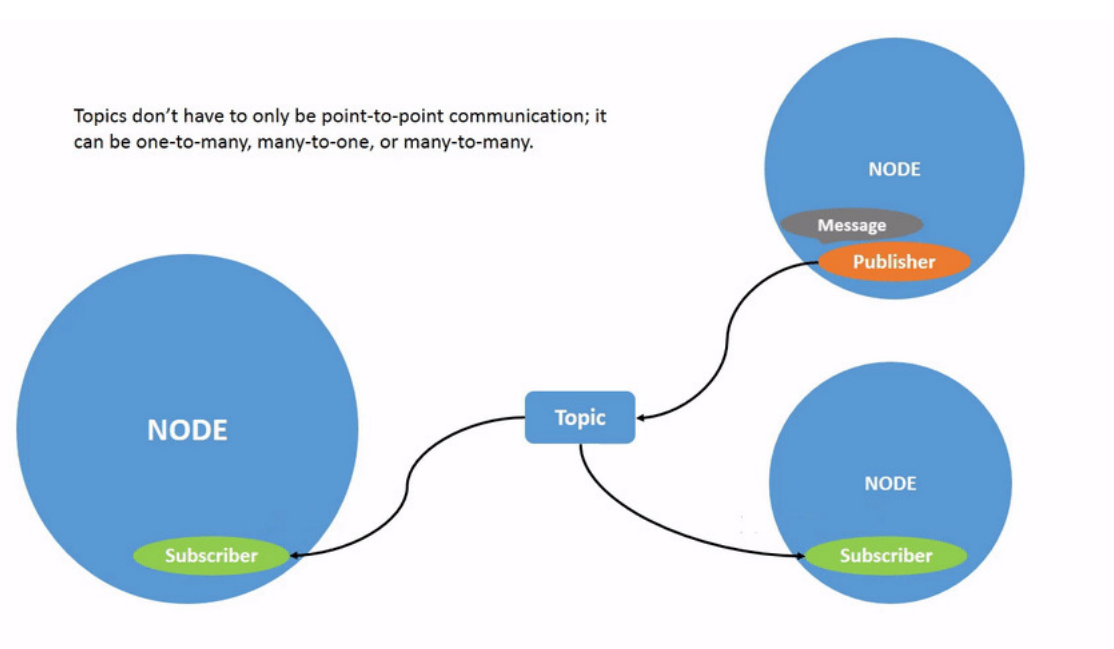 Topics don’t have to only be point-to-point communication; it
can be one-to-many, many-to-one, or many-to-many.
NODE
Message
Publisher
Topic
NODE
Subscriber
NODE
Subscriber